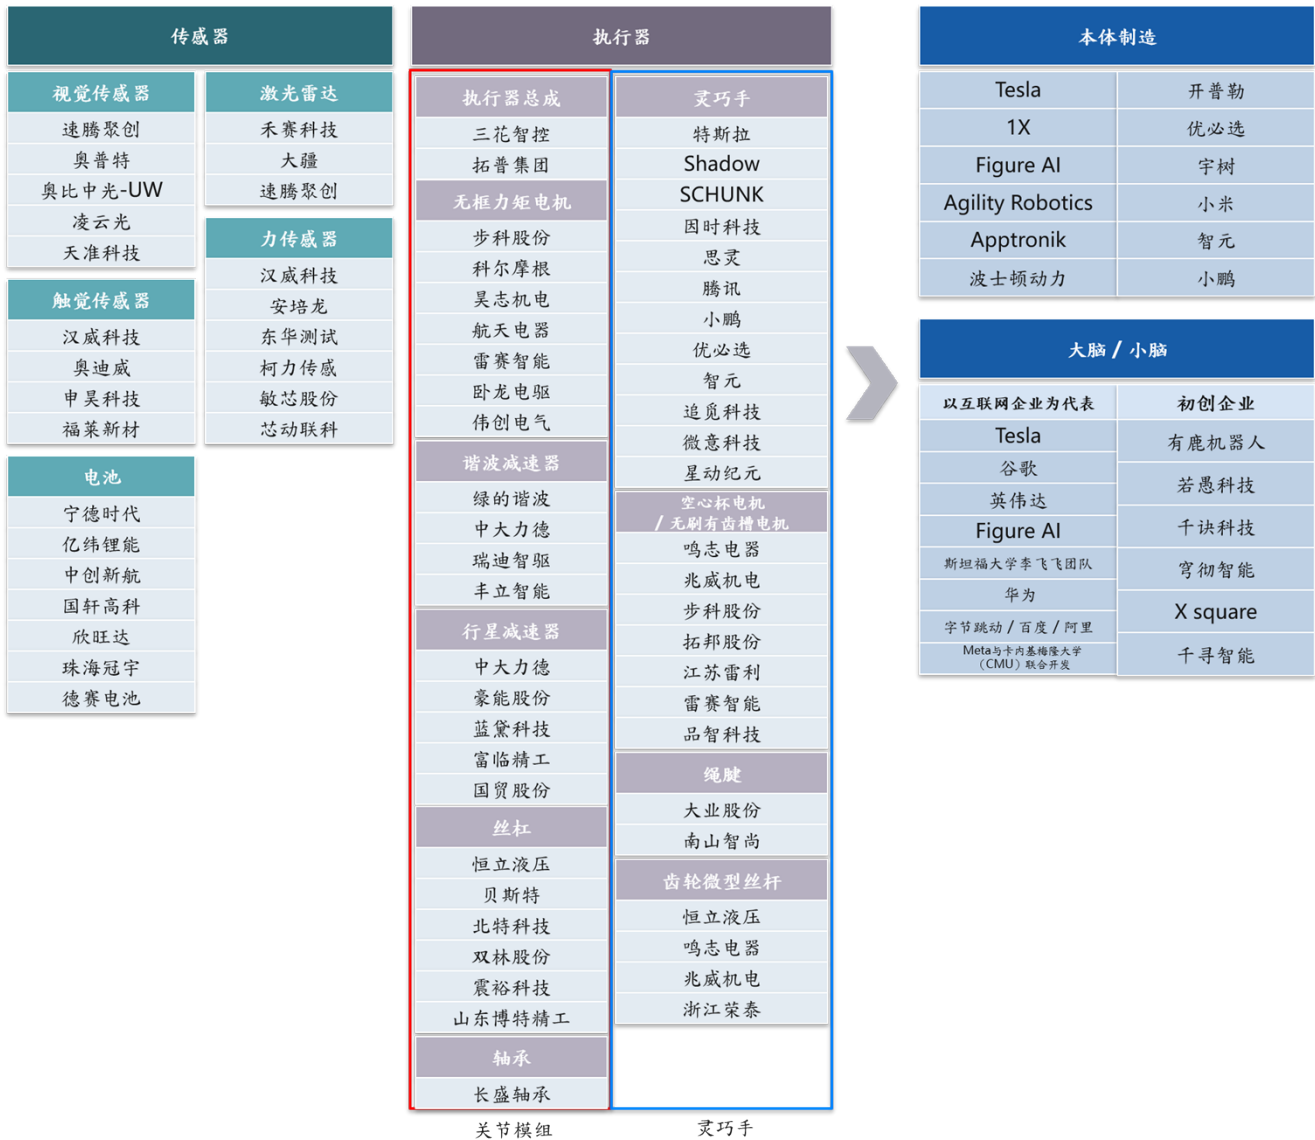 传感器
视觉传感器
速腾聚创
奥普特
奥比中光-UW
凌云光
天准科技
触觉传感器
汉威科技
奥迪威
申昊科技
福莱新材
电池
宁德时代
亿纬锂能
中创新航
国轩高科
欣旺达
珠海冠宇
德赛电池
激光雷达
禾赛科技
大疆
速腾聚创
力传感器
汉威科技
安培龙
东华测试
柯力传感
敏芯股份
芯动联科
执行器
执行器总成
三花智控
拓普集团
无框力矩电机
步科股份
科尔摩根
昊志机电
航天电器
雷赛智能
卧龙电驱
伟创电气
谐波减速器
绿的谐波
中大力德
瑞迪智驱
丰立智能
行星减速器
中大力德
豪能股份
蓝黛科技
富临精工
国贸股份
丝杠
恒立液压
贝斯特
北特科技
双林股份
震裕科技
山东博特精工
轴承
长盛轴承
关节模组
灵巧手
特斯拉
Shadow
SCHUNK
因时科技
思灵
腾讯
小鹏
优必选
智元
追觅科技
微意科技
星动纪元
空心杯电机
/ 无刷有齿槽电机
鸣志电器
兆威机电
步科股份
拓邦股份
江苏雷利
雷赛智能
品智科技
绳腱
大业股份
南山智尚
齿轮微型丝杆
恒立液压
鸣志电器
兆威机电
浙江荣泰
灵巧手
本体制造
Tesla
1X
Figure AI
Agility Robotics
Apptronik
波士顿动力
开普勒
优必选
宇树
小米
智元
小鹏
大脑 / 小脑
以互联网企业为代表
Tesla
谷歌
英伟达
Figure AI
斯坦福大学李飞飞团队
华为
字节跳动 / 百度 / 阿里
Meta与卡内基梅隆大学
（CMU）联合开发
初创企业
有鹿机器人
若愚科技
千诀科技
穹彻智能
X square
千寻智能